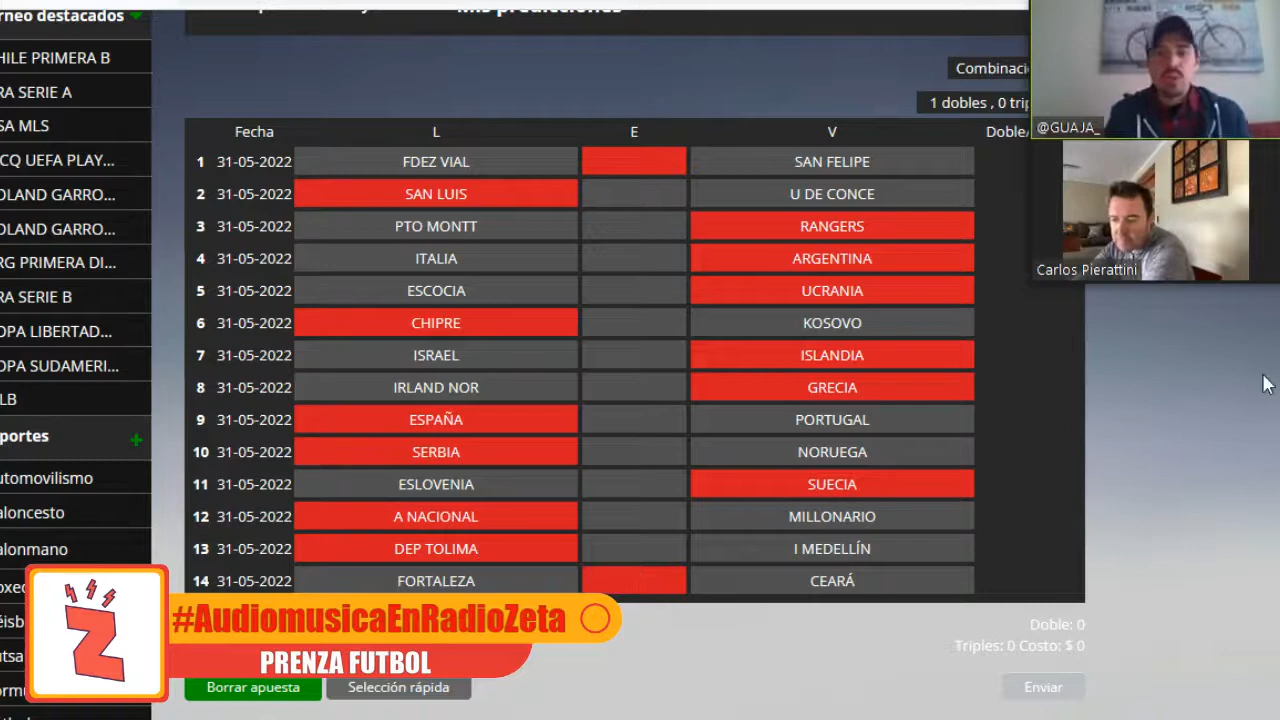 rneo destacados
Mis predicciones
HILE PRIMERA B
RA SERIE A
SA MLS
CQ UEFA PLAY...
OLAND GARRO...
OLAND GARRO...
RG PRIMERA DI...
RA SERIE B
OPA LIBERTAD...
OPA SUDAMERI...
LB
portes
utomovilismo
aloncesto
alonmano
oxe
éisb
utsa
ormu
Combinaci
1 dobles , 0 trip
Fecha L E V Doble/
1 31-05-2022 FDEZ VIAL SAN FELIPE
2 31-05-2022 SAN LUIS U DE CONCE
3 31-05-2022 PTO MONTT RANGERS
4 31-05-2022 ITALIA ARGENTINA
5 31-05-2022 ESCOCIA UCRANIA
6 31-05-2022 CHIPRE KOSOVO
7 31-05-2022 ISRAEL ISLANDIA
8 31-05-2022 IRLAND NOR GRECIA
9 31-05-2022 ESPAÑA PORTUGAL
10 31-05-2022 SERBIA NORUEGA
11 31-05-2022 ESLOVENIA SUECIA
12 31-05-2022 A NACIONAL MILLONARIO
13 31-05-2022 DEP TOLIMA I MEDELLÍN
14 31-05-2022 FORTALEZA CEARÁ
@GUAJA_
Carlos Pierattini
Doble: 0
Triples: 0 Costo: $ 0
Z
#AudiomusicaEnRadioZeta
PRENZA FUTBOL
Borrar apuesta
Selección rápida
Enviar